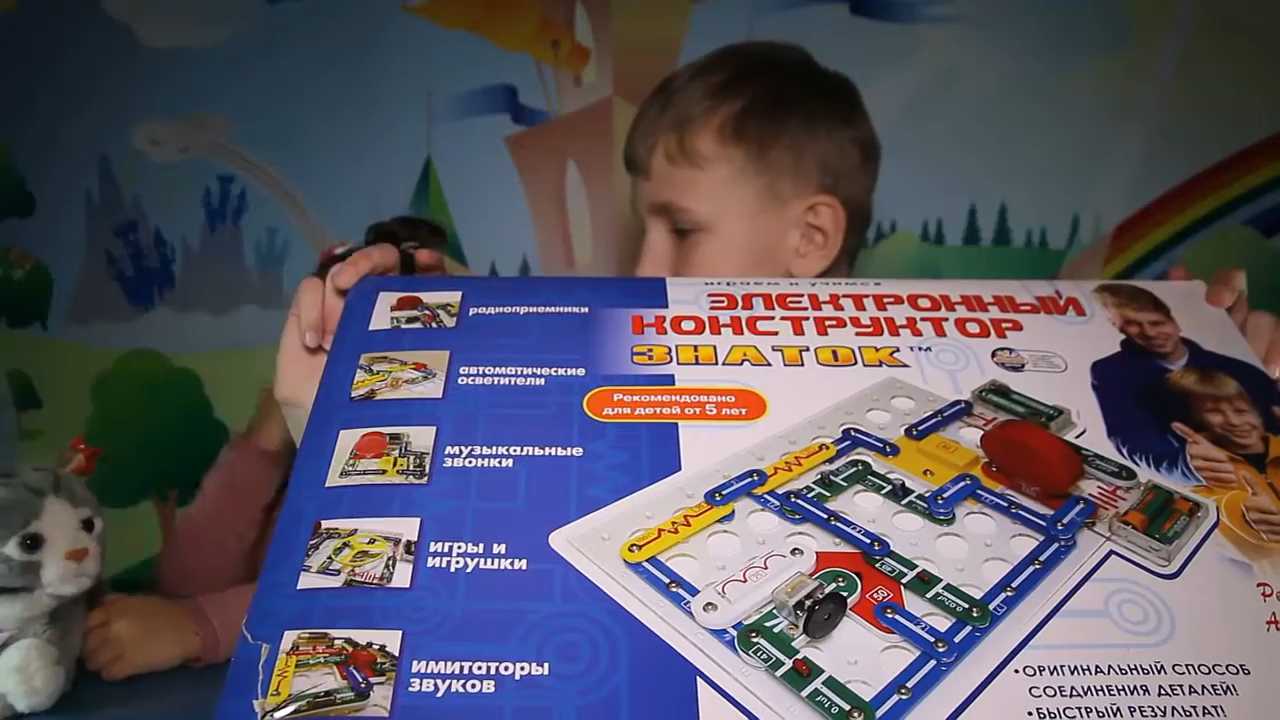 играем и учимся
ЭЛЕКТРОННЫЙ
КОНСТРУКТОР
ЗНАТОК™
Рекомендовано
для детей от 5 лет
радиоприемники
автоматические
осветители
музыкальные
звонки
игры и
игрушки
имитаторы
звуков
•ОРИГИНАЛЬНЫЙ СПОСОБ
СОЕДИНЕНИЯ ДЕТАЛЕЙ!
•БЫСТРЫЙ РЕЗУЛЬТАТ!